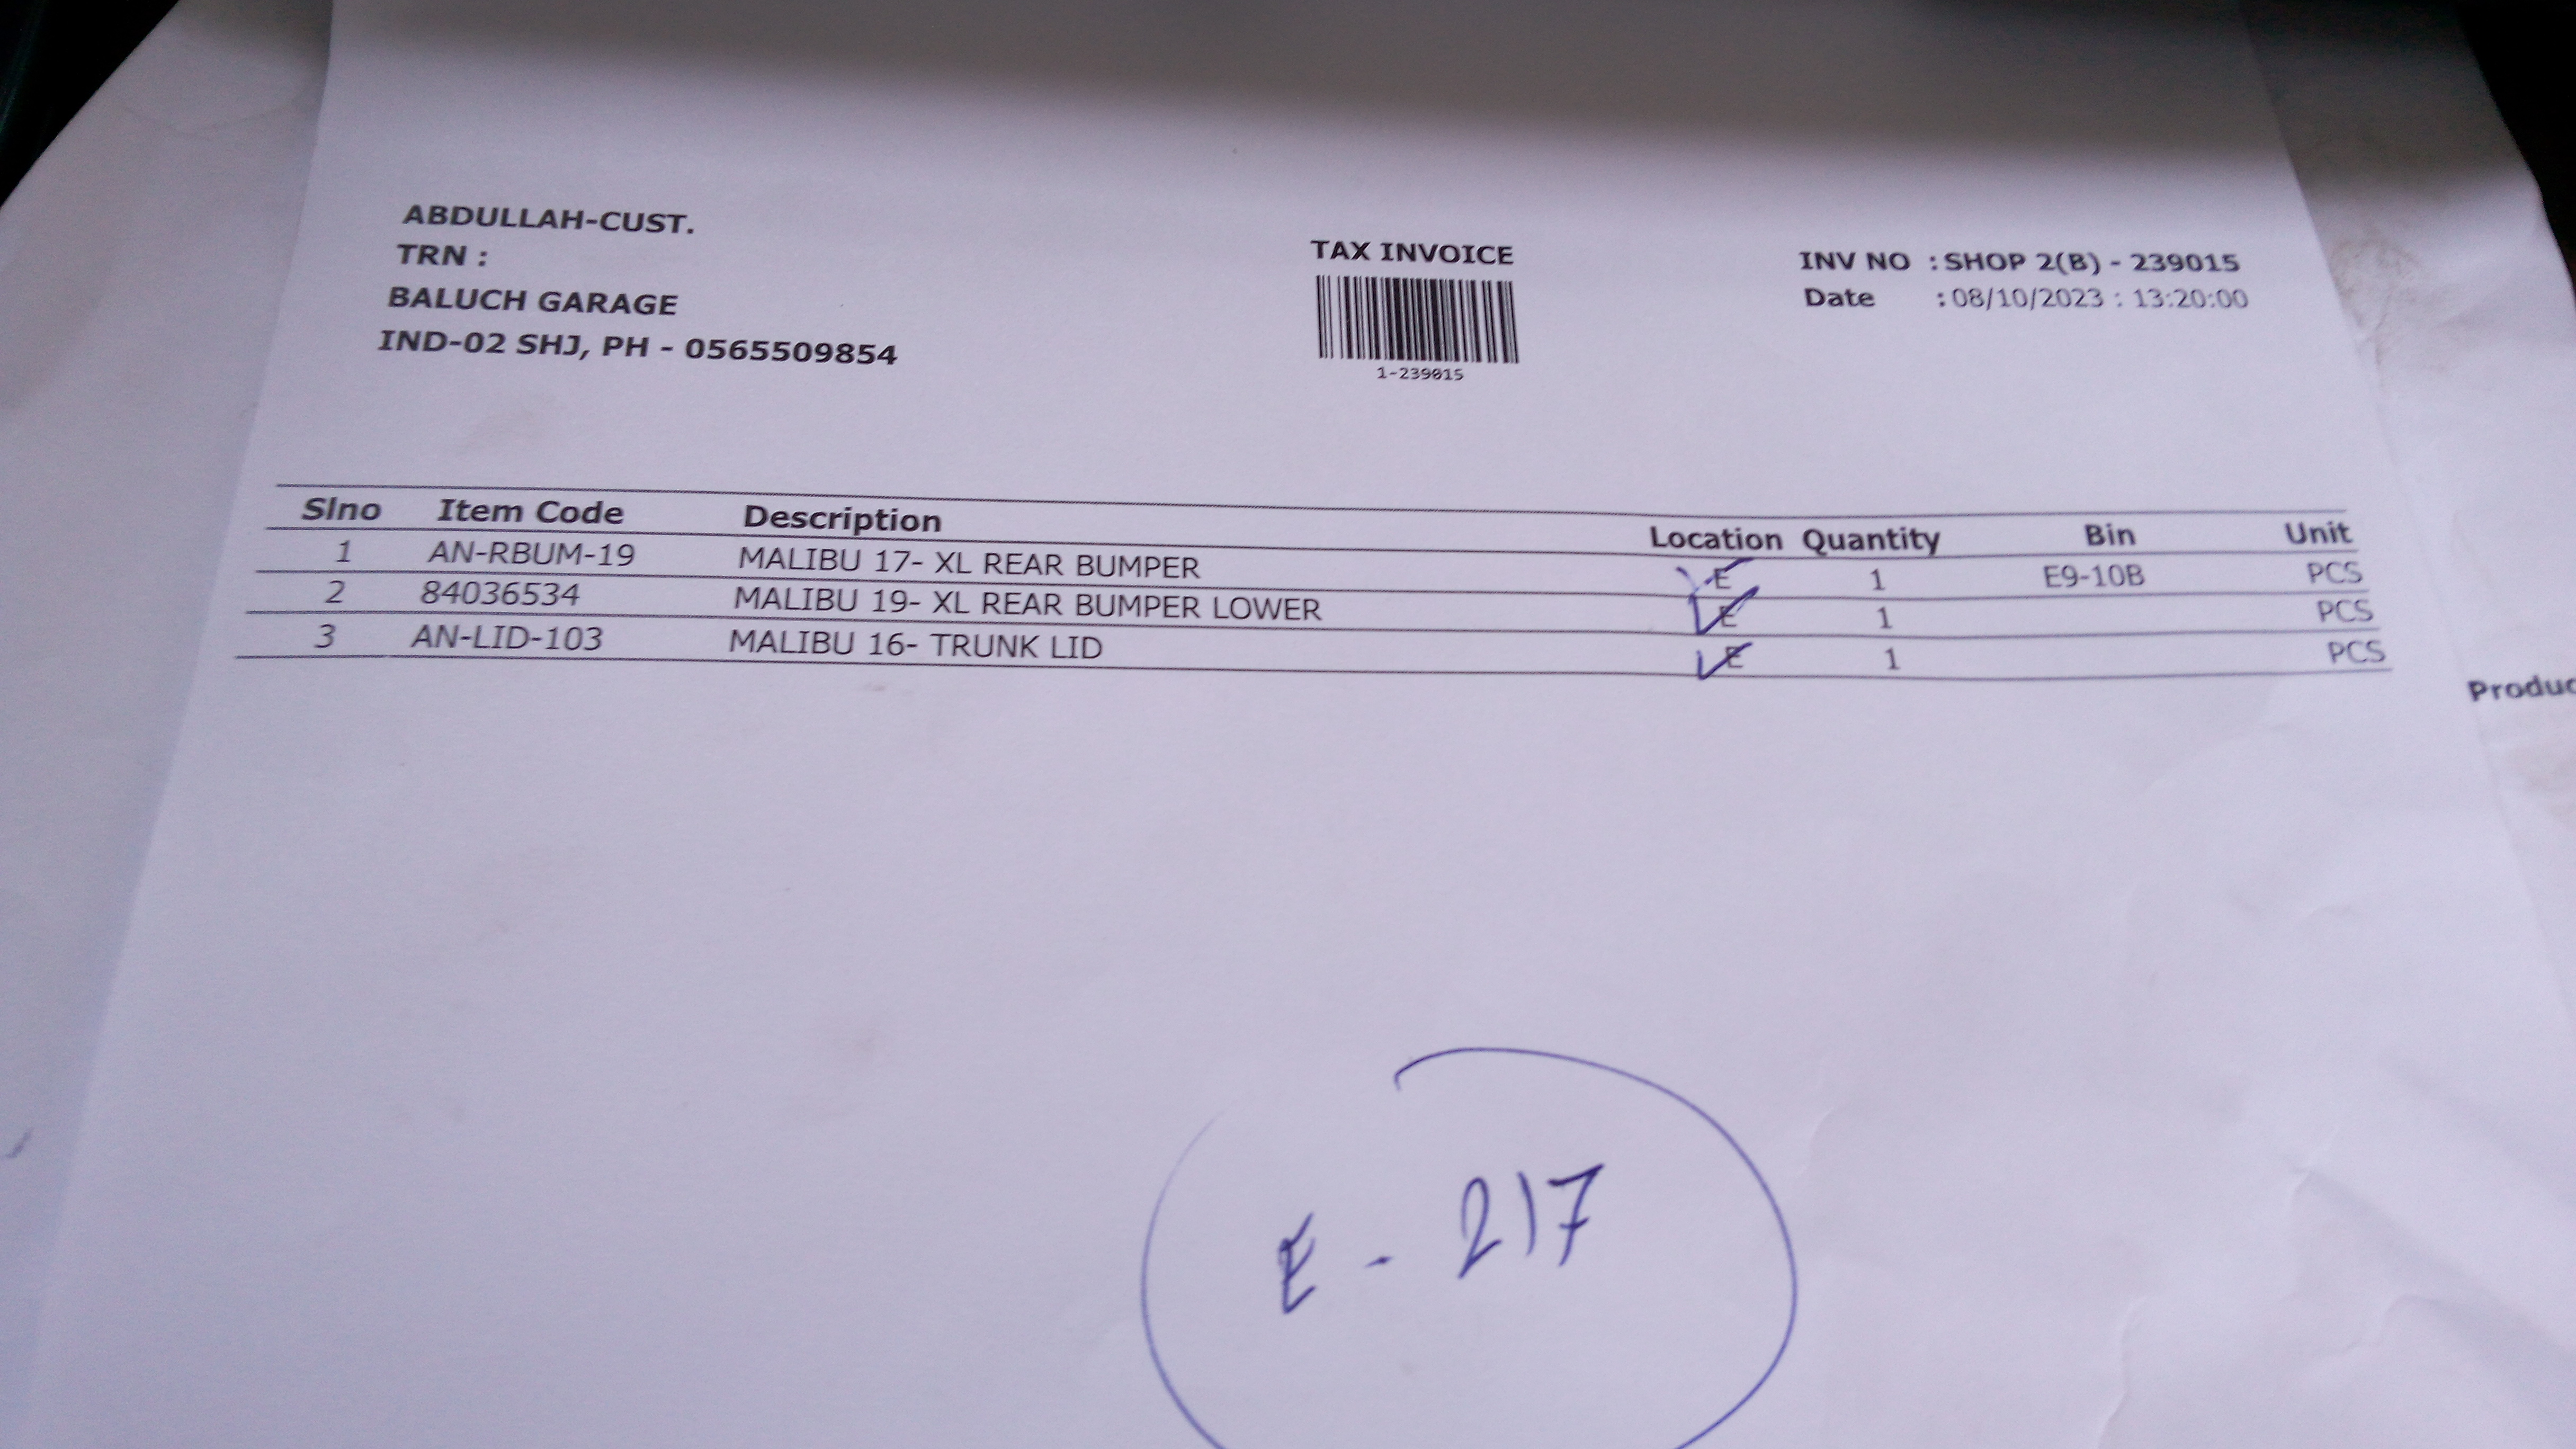 ABDULLAH-CUST.
TRN :
BALUCH GARAGE
IND-02 SHJ, PH - 0565509854
TAX INVOICE
1-239015
INV NO : SHOP 2(B) - 239015
Date : 08/10/2023 : 13:20:00
Slno Item Code Description Location Quantity Bin Unit
1 AN-RBUM-19 MALIBU 17- XL REAR BUMPER E 1 E9-10B PCS
2 84036534 MALIBU 19- XL REAR BUMPER LOWER E 1 PCS
3 AN-LID-103 MALIBU 16- TRUNK LID E 1 PCS
E - 217